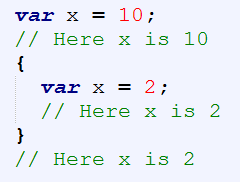 var x = 10;
// Here x is 10
{
var x = 2;
// Here x is 2
}
// Here x is 2